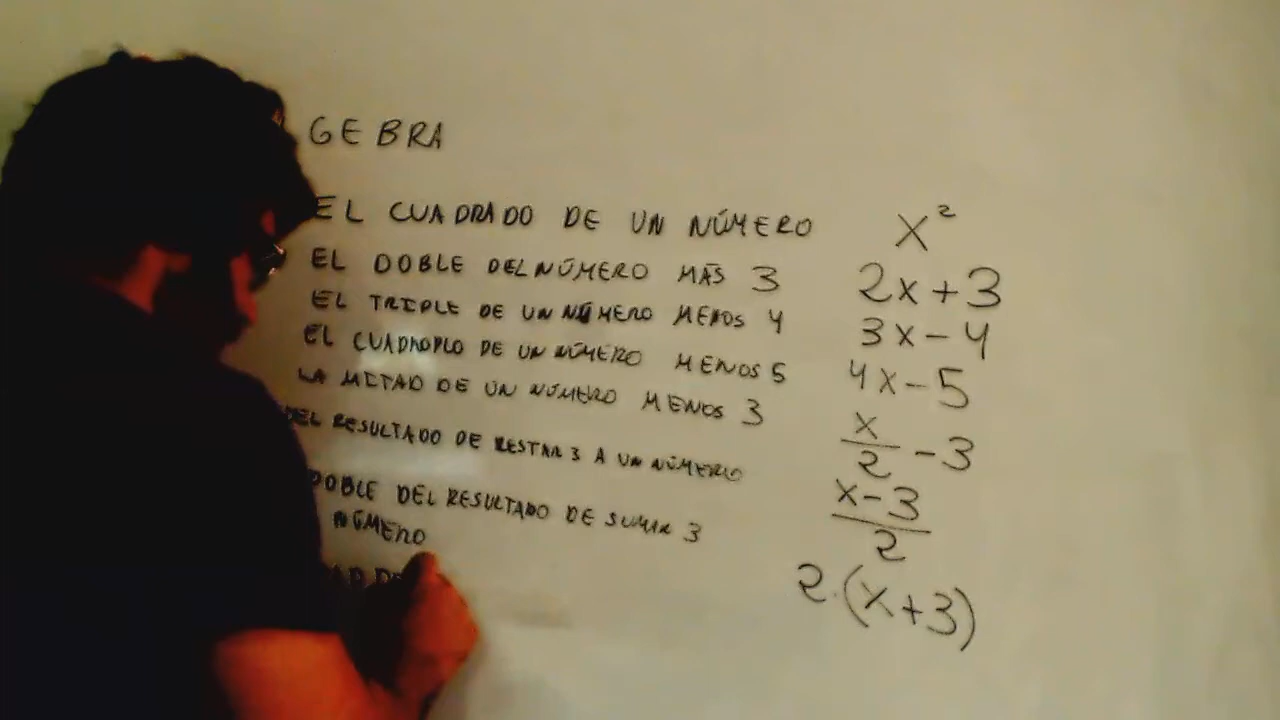 GEBRA
EL CUADRADO DE UN NÚMERO x²
EL DOBLE DEL NÚMERO MÁS 3 2x+3
EL TRIPLE DE UN NÚMERO MENOS 4 3x-4
EL CUADRUPLO DE UN NÚMERO MENOS 5 4x-5
LA MITAD DE UN NÚMERO MENOS 3 x/2 -3
DEL RESULTADO DE RESTAR 3 A UN NÚMERO x-3/2
DOBLE DEL RESULTADO DE SUMAR 3 2.(x+3)
NÚMERO